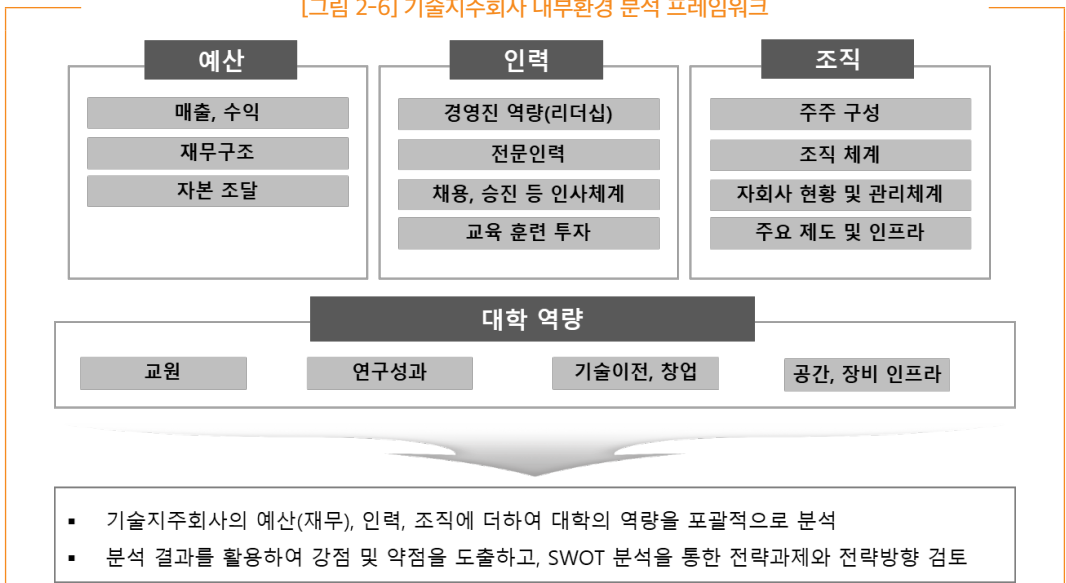 [그림 2-6] 기술지주회사 내부환경 분석 프레임워크
예산
매출, 수익
재무구조
자본 조달
인력
경영진 역량(리더십)
전문인력
채용, 승진 등 인사체계
교육 훈련 투자
조직
주주 구성
조직 체계
자회사 현황 및 관리체계
주요 제도 및 인프라
대학 역량
교원
연구성과
기술이전, 창업
공간, 장비 인프라
▪ 기술지주회사의 예산(재무), 인력, 조직에 더하여 대학의 역량을 포괄적으로 분석
▪ 분석 결과를 활용하여 강점 및 약점을 도출하고, SWOT 분석을 통한 전략과제와 전략방향 검토